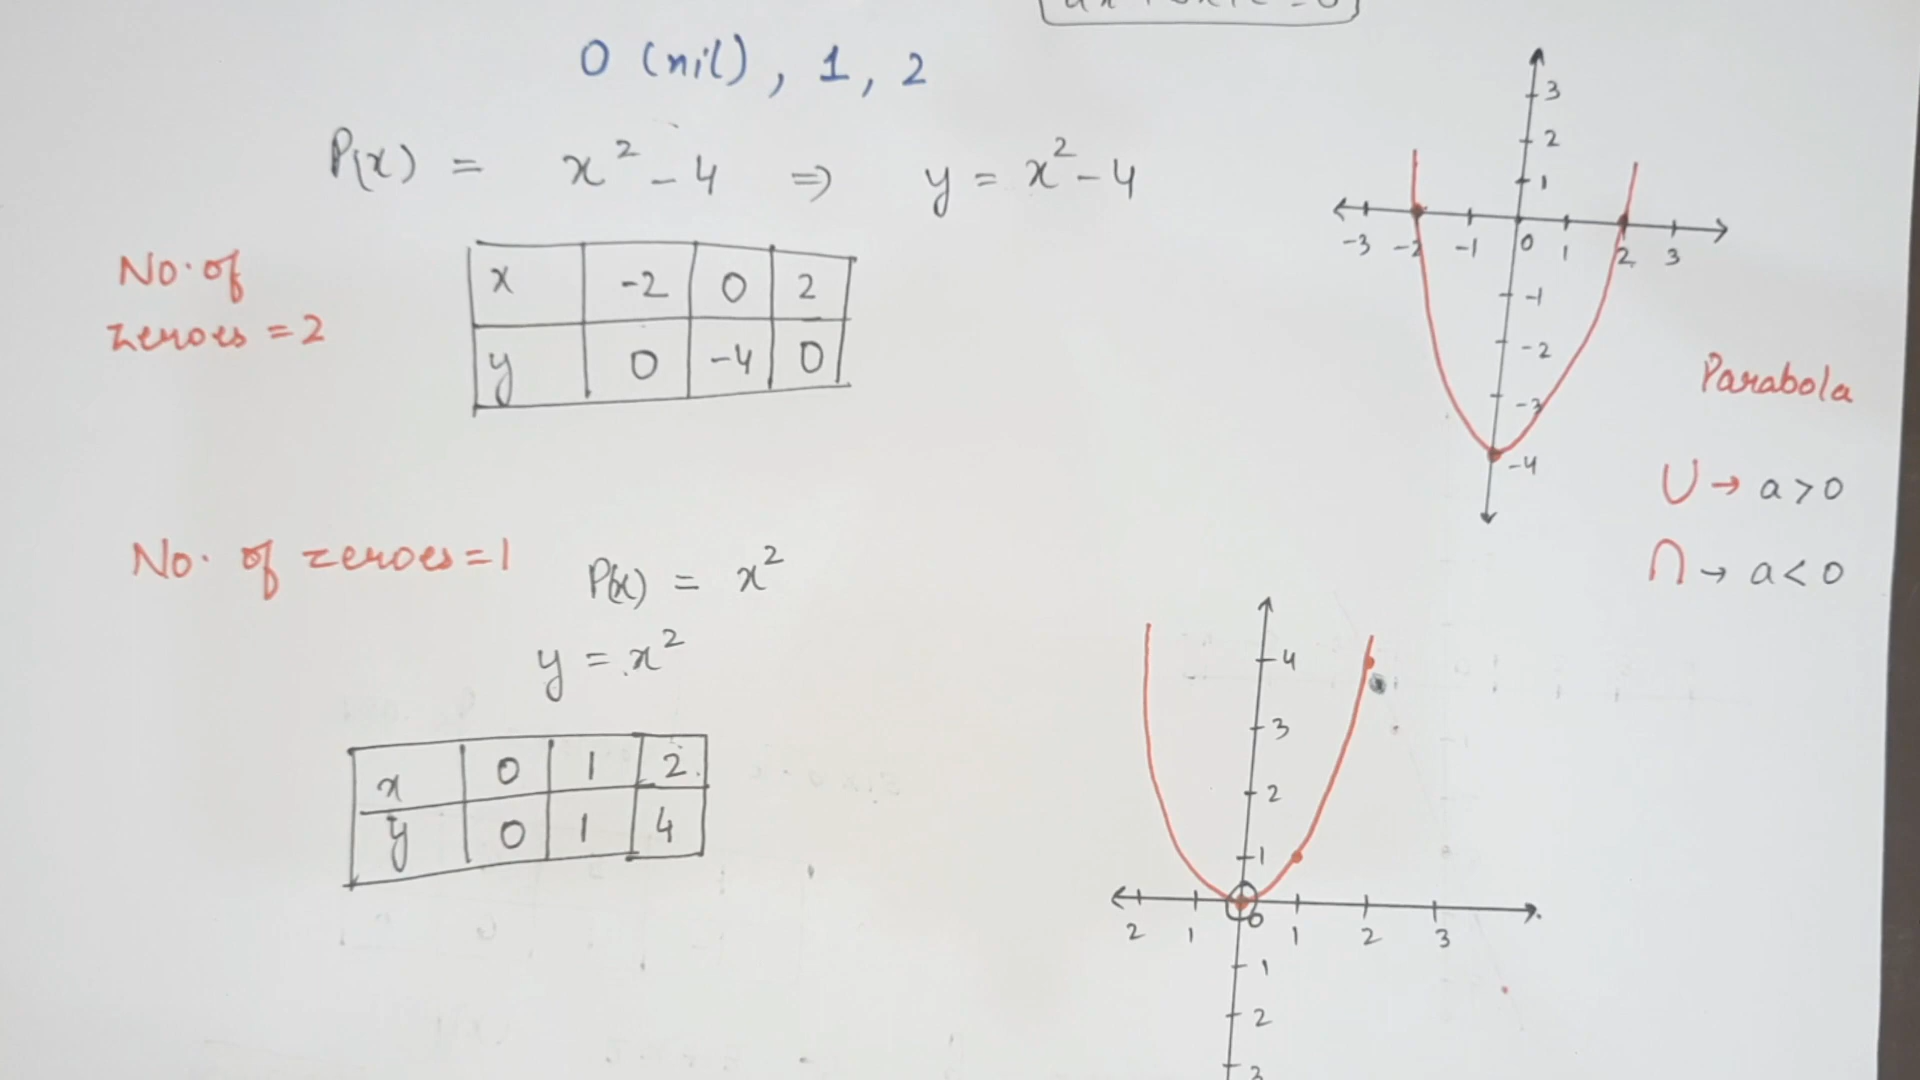 0 (nil), 1, 2
P(x) = x² - 4 ⇒ y = x² - 4
No. of
zeroes = 2
x -2 0 2
y 0 -4 0
3
2
1
-3 -2 -1 0 1 2 3
-1
-2
-3
-4
Parabola
U → a > 0
∩ → a < 0
No. of zeroes = 1
P(x) = x²
y = x²
x 0 1 2
y 0 1 4
4
3
2
1
2 1 0 1 2 3
1
2